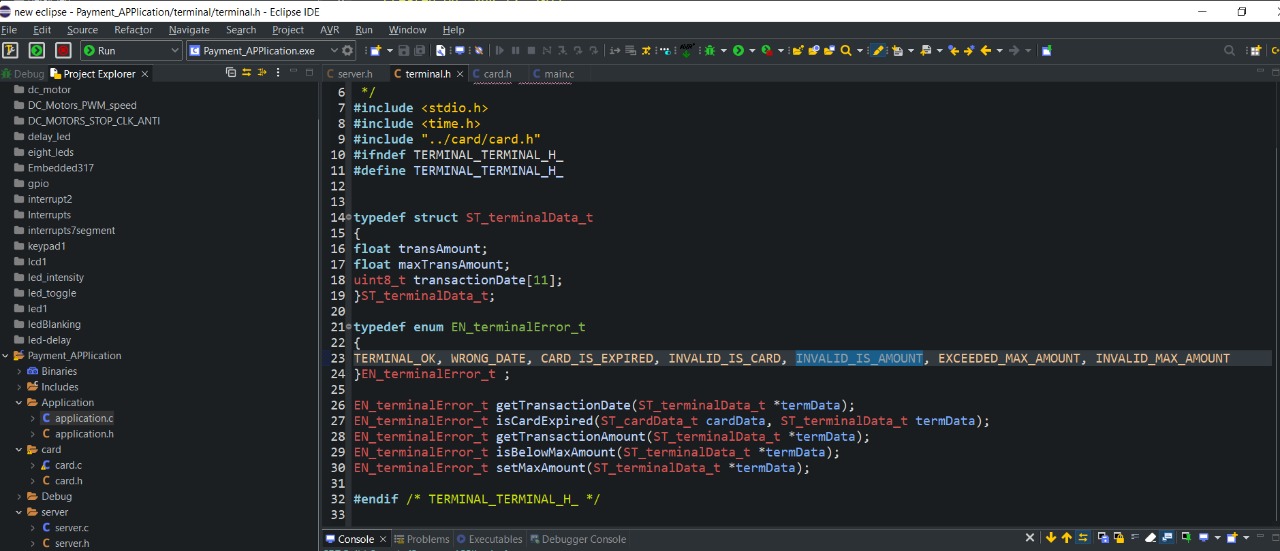 new eclipse - Payment_APPlication/terminal/terminal.h - Eclipse IDE
File Edit Source Refactor Navigate Search Project AVR Run Window Help
Run Payment_APPlication.exe
Debug Project Explorer
server.h terminal.h card.h main.c
dc_motor
DC_Motors_PWM_speed
DC_MOTORS_STOP_CLK_ANTI
delay_led
eight_leds
Embedded317
gpio
interrupt2
Interrupts
interrupts7segment
keypad1
lcd1
led_intensity
led_toggle
led1
ledBlanking
led-delay
Payment_APPlication
Binaries
Includes
Application
application.c
application.h
card
card.c
card.h
Debug
server
server.c
server.h
6 */
7 #include <stdio.h>
8 #include <time.h>
9 #include "../card/card.h"
10 #ifndef TERMINAL_TERMINAL_H_
11 #define TERMINAL_TERMINAL_H_
12
13
14 typedef struct ST_terminalData_t
15 {
16 float transAmount;
17 float maxTransAmount;
18 uint8_t transactionDate[11];
19 }ST_terminalData_t;
20
21 typedef enum EN_terminalError_t
22 {
23 TERMINAL_OK, WRONG_DATE, CARD_IS_EXPIRED, INVALID_IS_CARD, INVALID_IS_AMOUNT, EXCEEDED_MAX_AMOUNT, INVALID_MAX_AMOUNT
24 }EN_terminalError_t ;
25
26 EN_terminalError_t getTransactionDate(ST_terminalData_t *termData);
27 EN_terminalError_t isCardExpired(ST_cardData_t cardData, ST_terminalData_t termData);
28 EN_terminalError_t getTransactionAmount(ST_terminalData_t *termData);
29 EN_terminalError_t isBelowMaxAmount(ST_terminalData_t *termData);
30 EN_terminalError_t setMaxAmount(ST_terminalData_t *termData);
31
32 #endif /* TERMINAL_TERMINAL_H_ */
33
Console Problems Executables Debugger Console